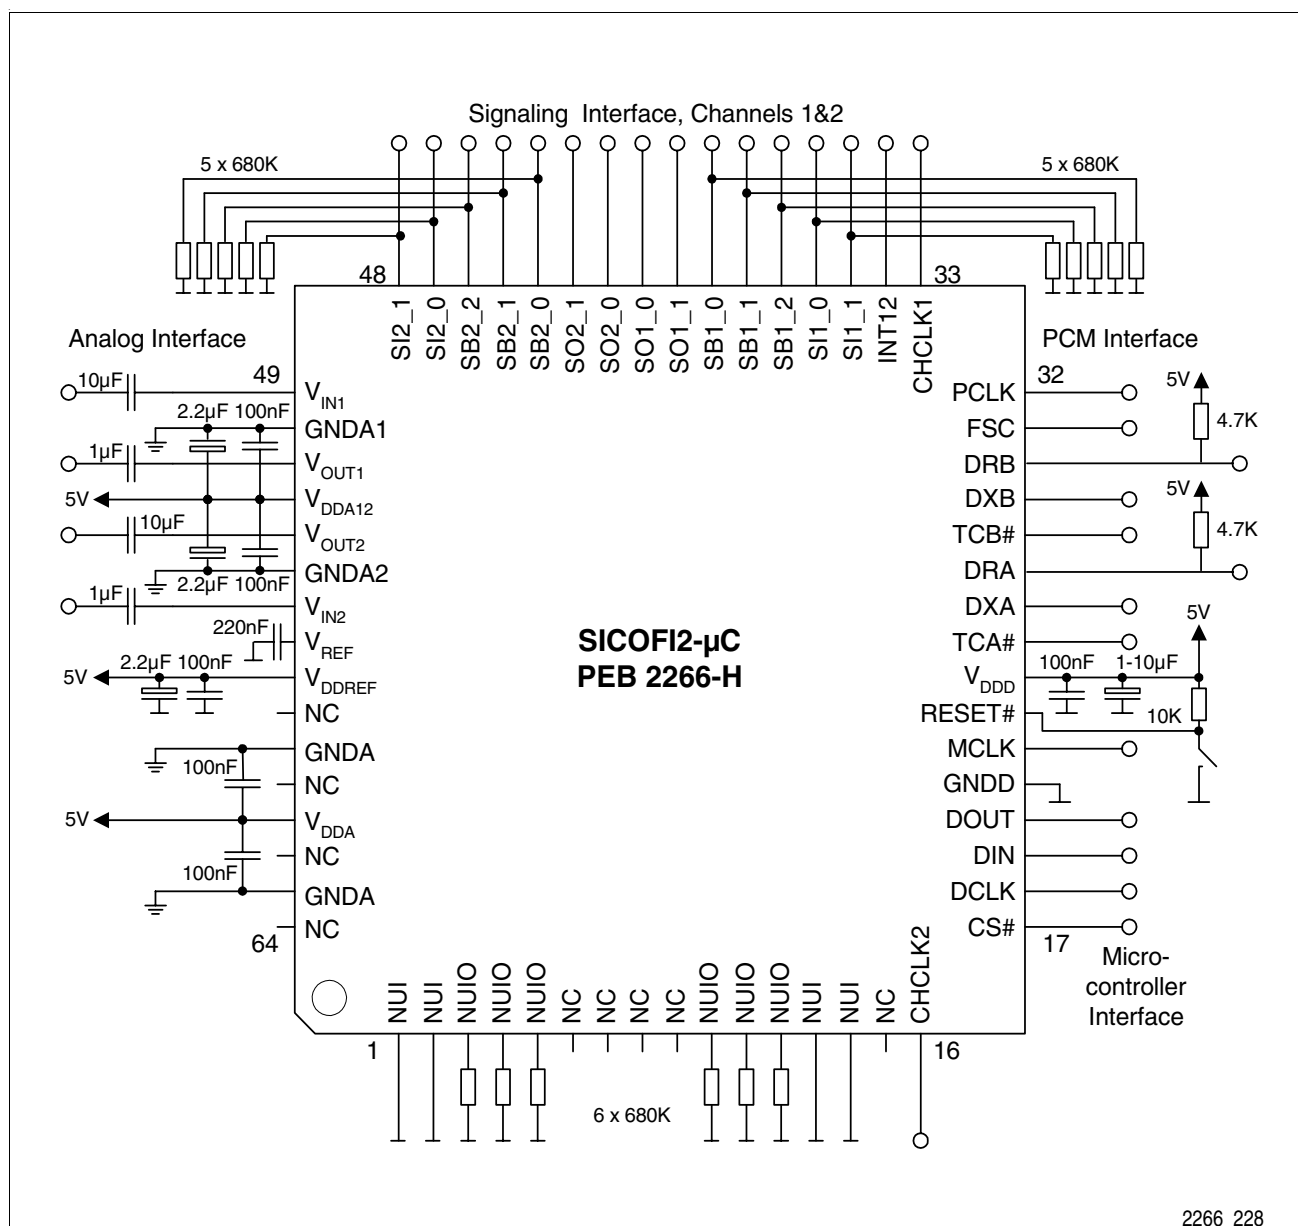 Signaling Interface, Channels 1&2
5 x 680K
5 x 680K
48
33
SI2_1
SI2_0
SB2_2
SB2_1
SB2_0
SO2_1
SO2_0
SO1_0
SO1_1
SB1_0
SB1_1
SB1_2
SI1_0
SI1_1
INT12
CHCLK1
Analog Interface
49
10µF
VIN1
2.2µF 100nF
GNDA1
1µF
VOUT1
5V
VDDA12
10µF
VOUT2
2.2µF 100nF
GNDA2
1µF
VIN2
220nF
VREF
2.2µF 100nF
5V
VDDREF
NC
GNDA
100nF
NC
5V
VDDA
NC
100nF
GNDA
NC
64
SICOFI2-µC
PEB 2266-H
PCM Interface
32
PCLK
5V
4.7K
FSC
DRB
DXB
5V
TCB#
4.7K
DRA
DXA
5V
TCA#
100nF
1-10µF
VDDD
RESET#
10K
MCLK
GNDD
DOUT
DIN
DCLK
CS#
17
Micro-
controller
Interface
NUI
NUI
NUIO
NUIO
NUIO
NC
NC
NC
NC
NUIO
NUIO
NUIO
NUI
NUI
NC
CHCLK2
1
16
6 x 680K
2266_228